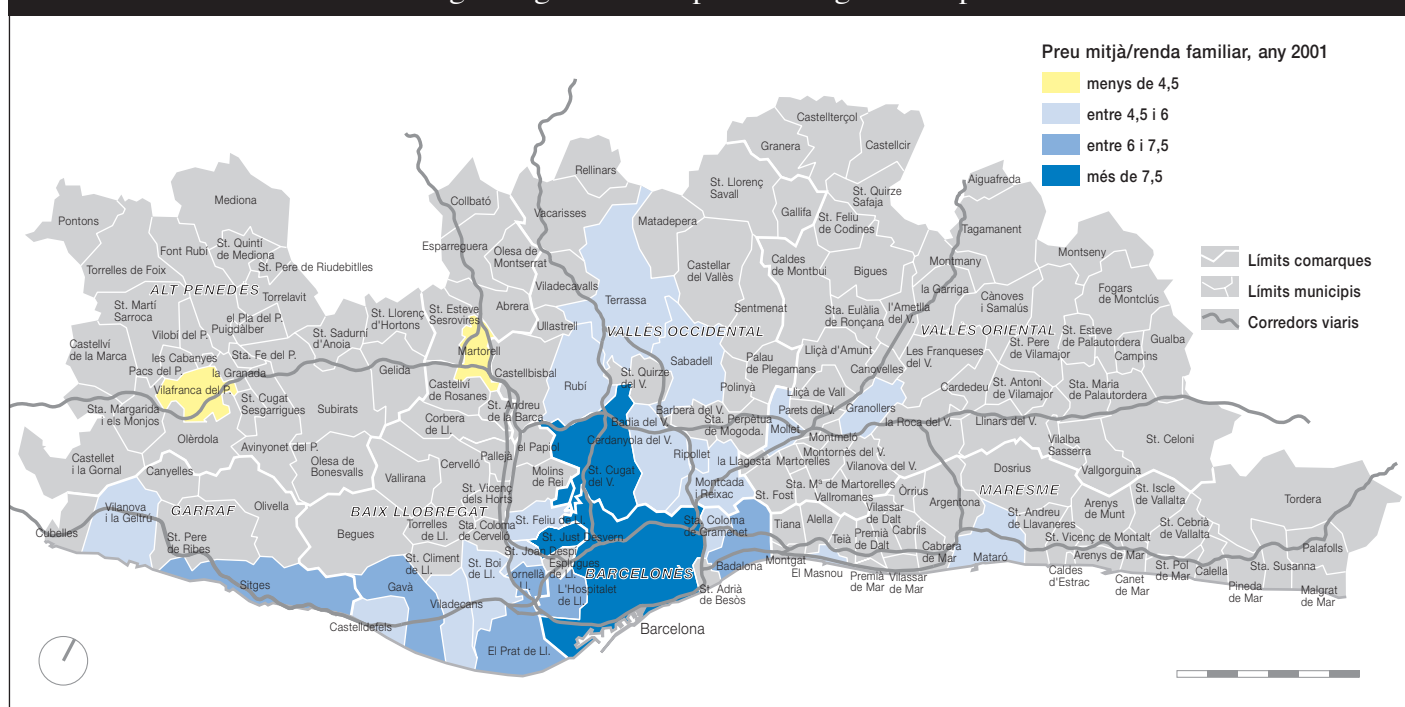 Preu mitjà/renda familiar, any 2001
menys de 4,5
entre 4,5 i 6
entre 6 i 7,5
més de 7,5
Límits comarques
Límits municipis
Corredors viaris
Castellterçol
Granera
Castellcir
Rellinars
St. Llorenç
Savall
St. Quirze
Safaja
Aiguafreda
Mediona
Collbató
Vacarisses
Matadepera
Gallifa
St. Feliu
de Codines
Pontons
Tagamanent
Font Rubí
St. Quintí
de Mediona
Esparreguera
Olesa de
Montserrat
Castellar
del Vallès
Caldes
de Montbui
Bigues
Montmany
Montseny
Torrelles de Foix
St. Pere de Riudebitlles
Viladecavalls
ALT PENEDÈS
Torrelavit
Terrassa
la Garriga
Cànoves
i Samalús
Fogars
de Montclús
St. Martí
Sarroca
el Pla del P.
Puigdàlber
St. Llorenç
d'Hortons
St. Esteve
Sesrovires
Abrera
Sentmenat
Sta. Eulàlia
de Ronçana
l'Ametlla
del V.
Vilobí del P.
St. Sadurní
d'Anoia
Ullastrell
VALLÈS OCCIDENTAL
VALLÈS ORIENTAL
St. Esteve
de Palautordera
St. Pere
de Vilamajor
Gualba
Castellví
de la Marca
les Cabanyes
Pacs del P.
Sta. Fe del P.
la Granada
Martorell
Sabadell
Palau
de Plegamans
Lliçà d'Amunt
Les Franqueses
del V.
Campins
Gelida
Castellbisbal
St. Quirze
del V.
Canovelles
Vilafranca del P.
St. Cugat
Sesgarrigues
Castellví
de Rosanes
Rubí
Polinyà
Lliçà de Vall
Cardedeu
St. Antoni
de Vilamajor
Sta. Maria
de Palautordera
Sta. Margarida
i els Monjos
Subirats
Corbera
de Ll.
St. Andreu
de la Barca
Barberà del V.
Badia del V.
Sta. Perpètua
de Mogoda.
Parets del V.
Mollet
Granollers
la Roca del V.
Llinars del V.
Olèrdola
Avinyonet del P.
el Papiol
Cerdanyola del V.
Montmeló
Vilalba
Sasserra
St. Celoni
Castellet
i la Gornal
Canyelles
Olesa de
Bonesvalls
Vallirana
Cervelló
Pallejà
Molins
de Rei
St. Cugat
del V.
Ripollet
la Llagosta
Martorelles
Montornès del V.
Vilanova del V.
Dosrius
Vallgorguina
Vilanova
i la Geltrú
Olivella
St. Vicenç
dels Horts
Montcada
i Reixac
St. Fost
Sta. Mª de Martorelles
Vallromanes
Òrrius
Argentona
MARESME
St. Iscle
de Vallalta
Tordera
GARRAF
BAIX LLOBREGAT
Arenys
de Munt
Cubelles
St. Pere
de Ribes
Begues
Torrelles
de Ll.
Sta. Coloma
de Cervelló
St. Feliu de Ll.
St. Just Desvern
Sta. Coloma
de Gramenet
Tiana
Alella
Vilassar
de Dalt
Teià
Premià
de Dalt
Cabrils
St. Andreu
de Llavaneres
St. Vicenç de Montalt
St. Cebrià
de Vallalta
Palafolls
St. Climent
de Ll.
St. Boi
de Ll.
St. Joan Despí
Esplugues
de Ll.
BARCELONÈS
Badalona
Montgat
El Masnou
Premià
de Mar
Vilassar
de Mar
Cabrera
de Mar
Mataró
Caldes
d'Estrac
Arenys de Mar
Canet
de Mar
St. Pol
de Mar
Calella
Sta. Susanna
Pineda
de Mar
Malgrat
de Mar
Sitges
Gavà
Viladecans
ornellà
Ll.
L'Hospitalet
de Ll.
St. Adrià
de Besòs
Castelldefels
El Prat de Ll.
Barcelona